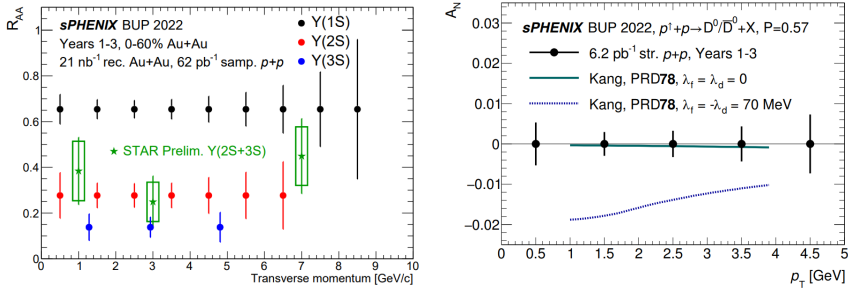 R_AA
sPHENIX BUP 2022
Years 1-3, 0-60% Au+Au
21 nb⁻¹ rec. Au+Au, 62 pb⁻¹ samp. p+p
Y(1S)
Y(2S)
Y(3S)
STAR Prelim. Y(2S+3S)
1
0.8
0.6
0.4
0.2
0
0 1 2 3 4 5 6 7 8 9 10
Transverse momentum [GeV/c]
A_N
sPHENIX BUP 2022, p↑+p→D⁰/D̅⁰+X, P=0.57
6.2 pb⁻¹ str. p+p, Years 1-3
Kang, PRD78, λ_f = λ_d = 0
Kang, PRD78, λ_f = -λ_d = 70 MeV
0.03
0.02
0.01
0
−0.01
−0.02
0 0.5 1 1.5 2 2.5 3 3.5 4 4.5 5
p_T [GeV]